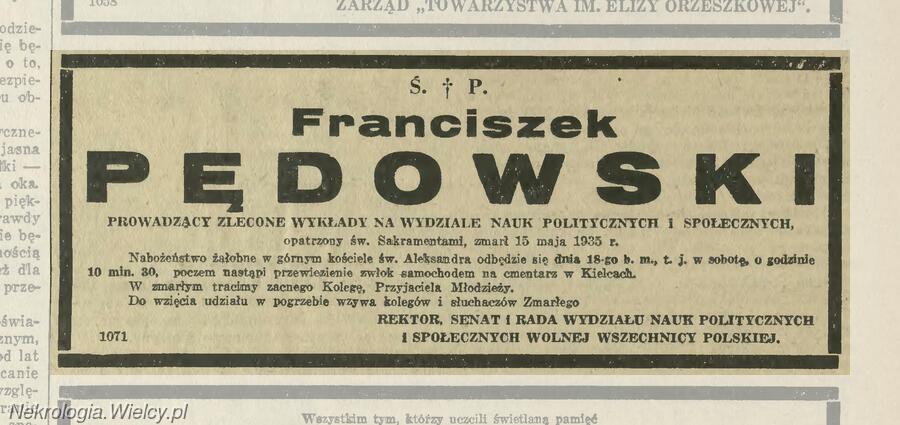 1058
ZARZĄD „TOWARZYSTWA IM. ELIZY ORZESZKOWEJ“.
Ś. † P.
Franciszek
PĘDOWSKI
PROWADZĄCY ZLECONE WYKŁADY NA WYDZIALE NAUK POLITYCZNYCH i SPOŁECZNYCH,
opatrzony św. Sakramentami, zmarł 15 maja 1935 r.
Nabożeństwo żałobne w górnym kościele św. Aleksandra odbędzie się dnia 18-go b. m., t. j. w sobotę, o godzinie
10 min. 30, poczem nastąpi przewiezienie zwłok samochodem na cmentarz w Kielcach.
W zmarłym tracimy zacnego Kolegę, Przyjaciela Młodzieży.
Do wzięcia udziału w pogrzebie wzywa kolegów i słuchaczów Zmarłego
REKTOR, SENAT i RADA WYDZIAŁU NAUK POLITYCZNYCH
1071 i SPOŁECZNYCH WOLNEJ WSZECHNICY POLSKIEJ.
Wszystkim tym, którzy uczcili świetlaną pamięć
Nekrologia.Wielcy.pl